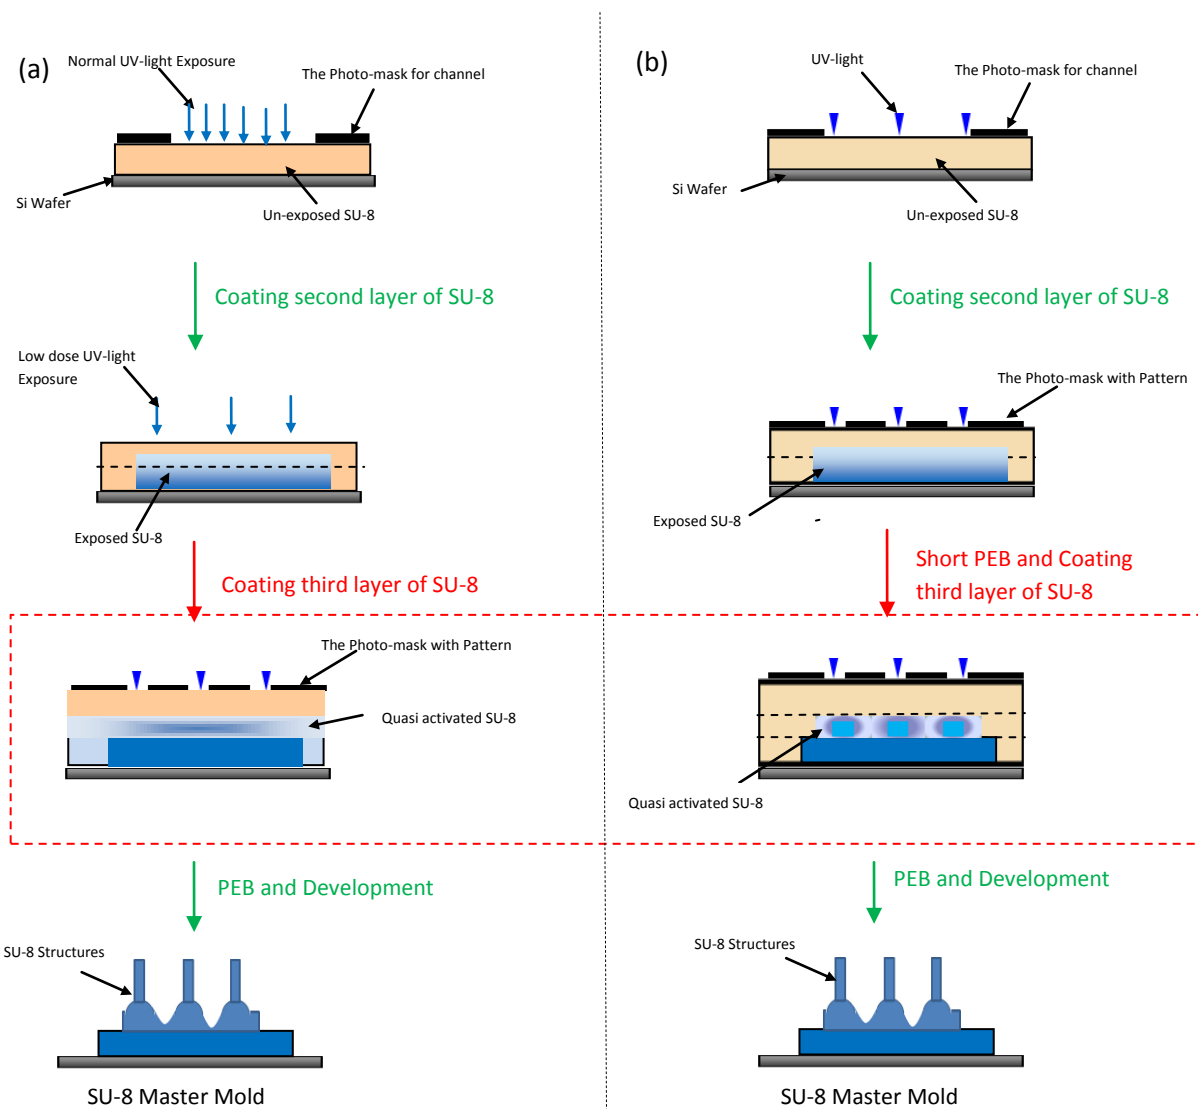 (a)
Normal UV-light Exposure
The Photo-mask for channel
Si Wafer
Un-exposed SU-8
Coating second layer of SU-8
Low dose UV-light
Exposure
Exposed SU-8
Coating third layer of SU-8
The Photo-mask with Pattern
Quasi activated SU-8
PEB and Development
SU-8 Structures
SU-8 Master Mold
(b)
UV-light
The Photo-mask for channel
Si Wafer
Un-exposed SU-8
Coating second layer of SU-8
The Photo-mask with Pattern
Exposed SU-8
Short PEB and Coating
third layer of SU-8
Quasi activated SU-8
PEB and Development
SU-8 Structures
SU-8 Master Mold